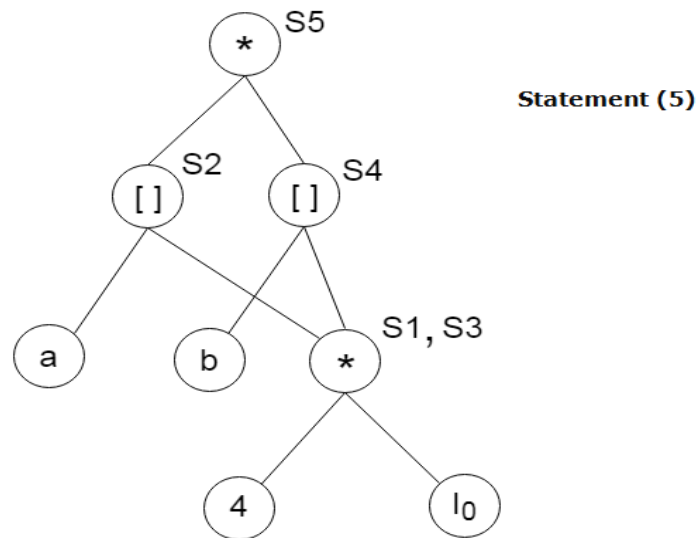 * S5
Statement (5)
[ ] S2
[ ] S4
a
b
* S1, S3
4
I₀